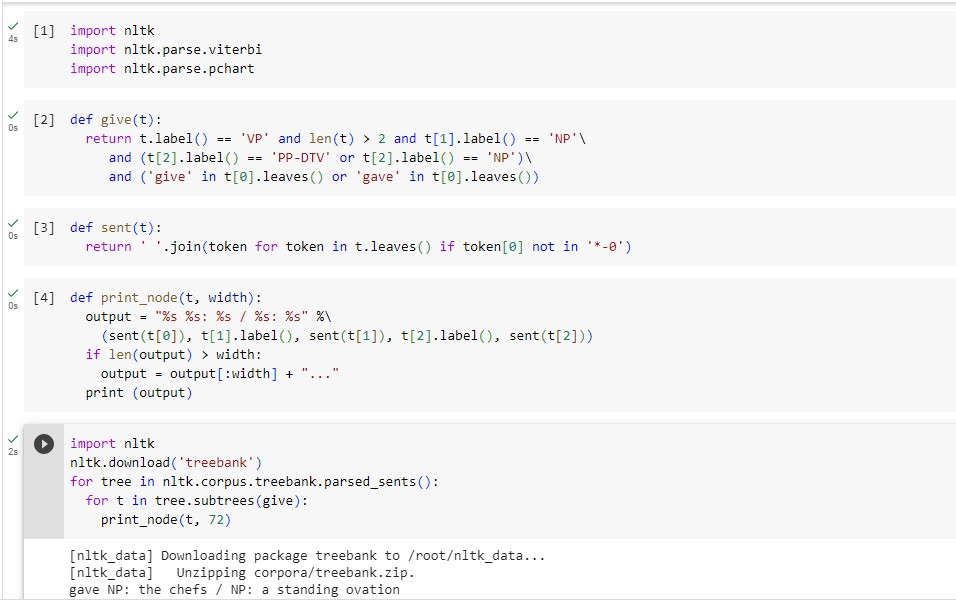 4s
[1] import nltk
import nltk.parse.viterbi
import nltk.parse.pchart
0s
[2] def give(t):
return t.label() == 'VP' and len(t) > 2 and t[1].label() == 'NP'\
and (t[2].label() == 'PP-DTV' or t[2].label() == 'NP')\
and ('give' in t[0].leaves() or 'gave' in t[0].leaves())
0s
[3] def sent(t):
return ' '.join(token for token in t.leaves() if token[0] not in '*-0')
0s
[4] def print_node(t, width):
output = "%s %s: %s / %s: %s" %\
(sent(t[0]), t[1].label(), sent(t[1]), t[2].label(), sent(t[2]))
if len(output) > width:
output = output[:width] + "..."
print (output)
2s
import nltk
nltk.download('treebank')
for tree in nltk.corpus.treebank.parsed_sents():
for t in tree.subtrees(give):
print_node(t, 72)
[nltk_data] Downloading package treebank to /root/nltk_data...
[nltk_data] Unzipping corpora/treebank.zip.
gave NP: the chefs / NP: a standing ovation